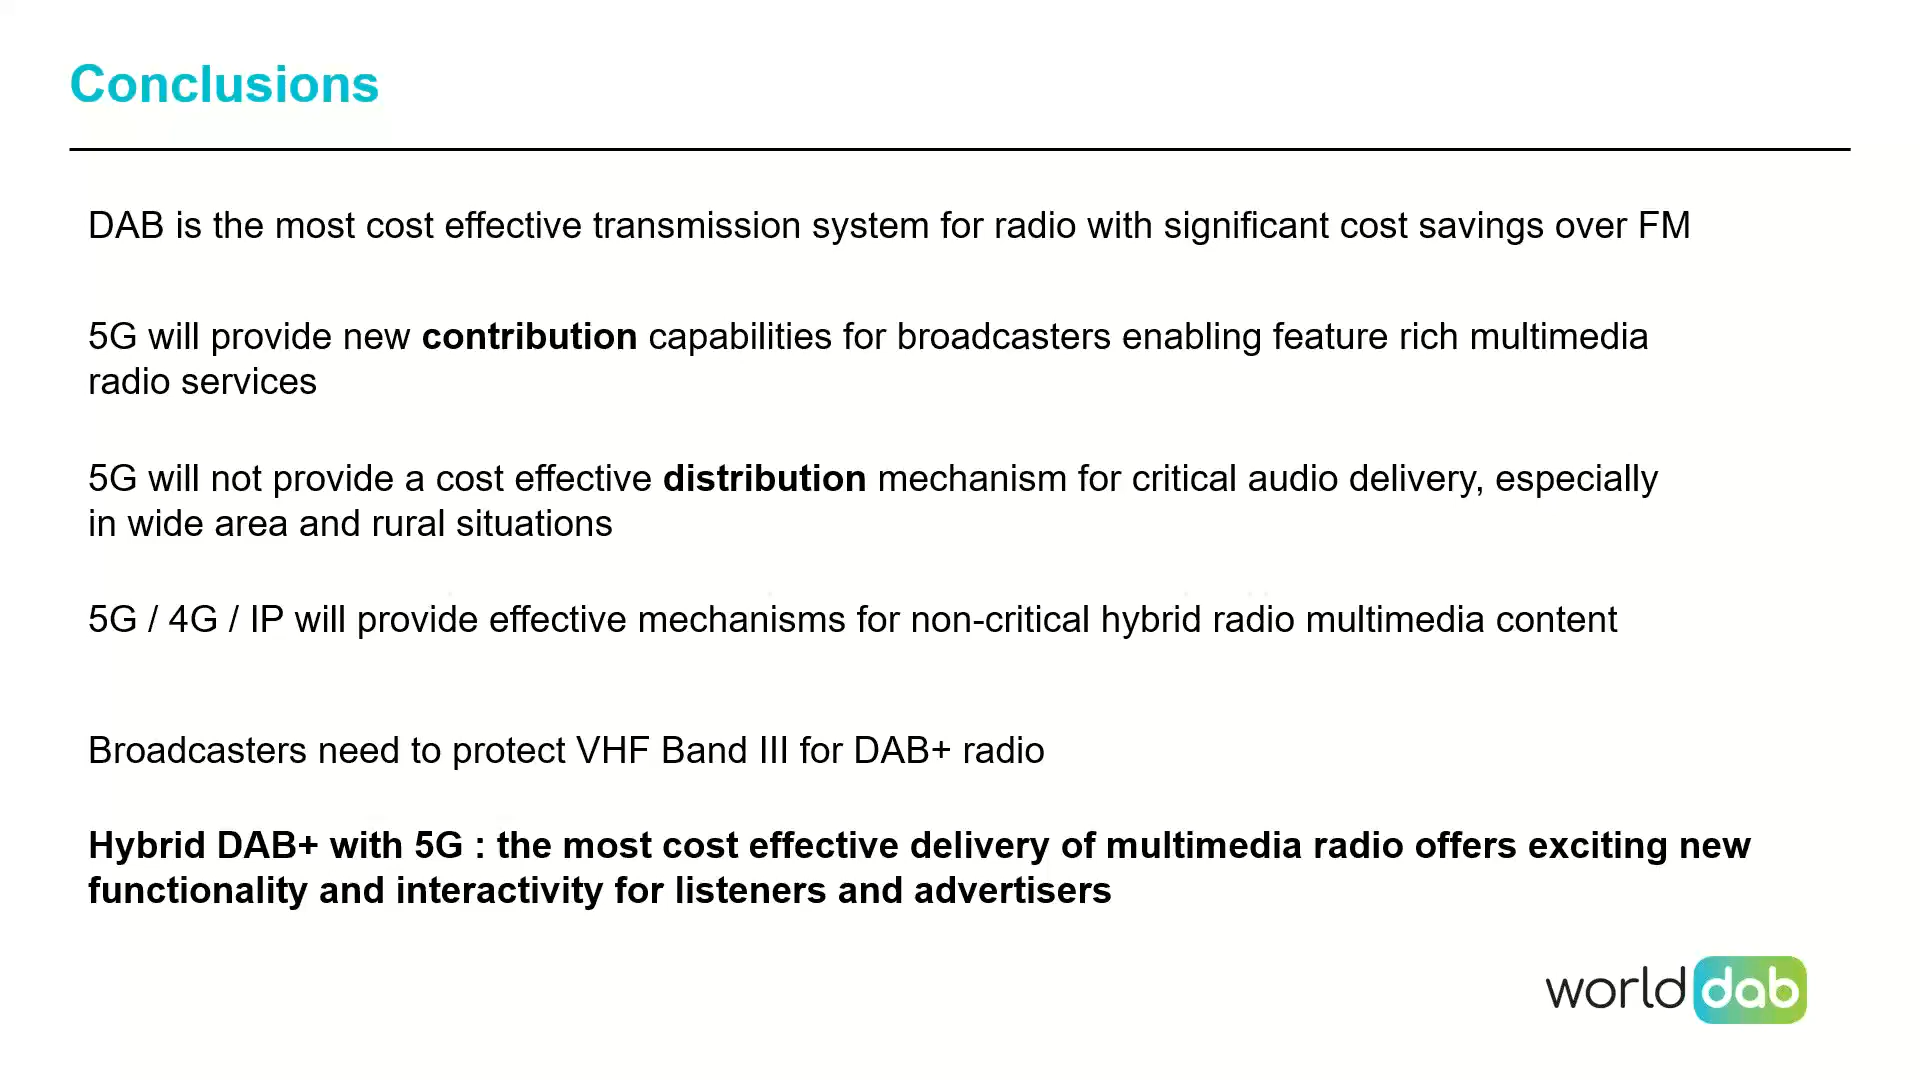 Conclusions
DAB is the most cost effective transmission system for radio with significant cost savings over FM
5G will provide new contribution capabilities for broadcasters enabling feature rich multimedia
radio services
5G will not provide a cost effective distribution mechanism for critical audio delivery, especially
in wide area and rural situations
5G / 4G / IP will provide effective mechanisms for non-critical hybrid radio multimedia content
Broadcasters need to protect VHF Band III for DAB+ radio
Hybrid DAB+ with 5G : the most cost effective delivery of multimedia radio offers exciting new
functionality and interactivity for listeners and advertisers
world dab